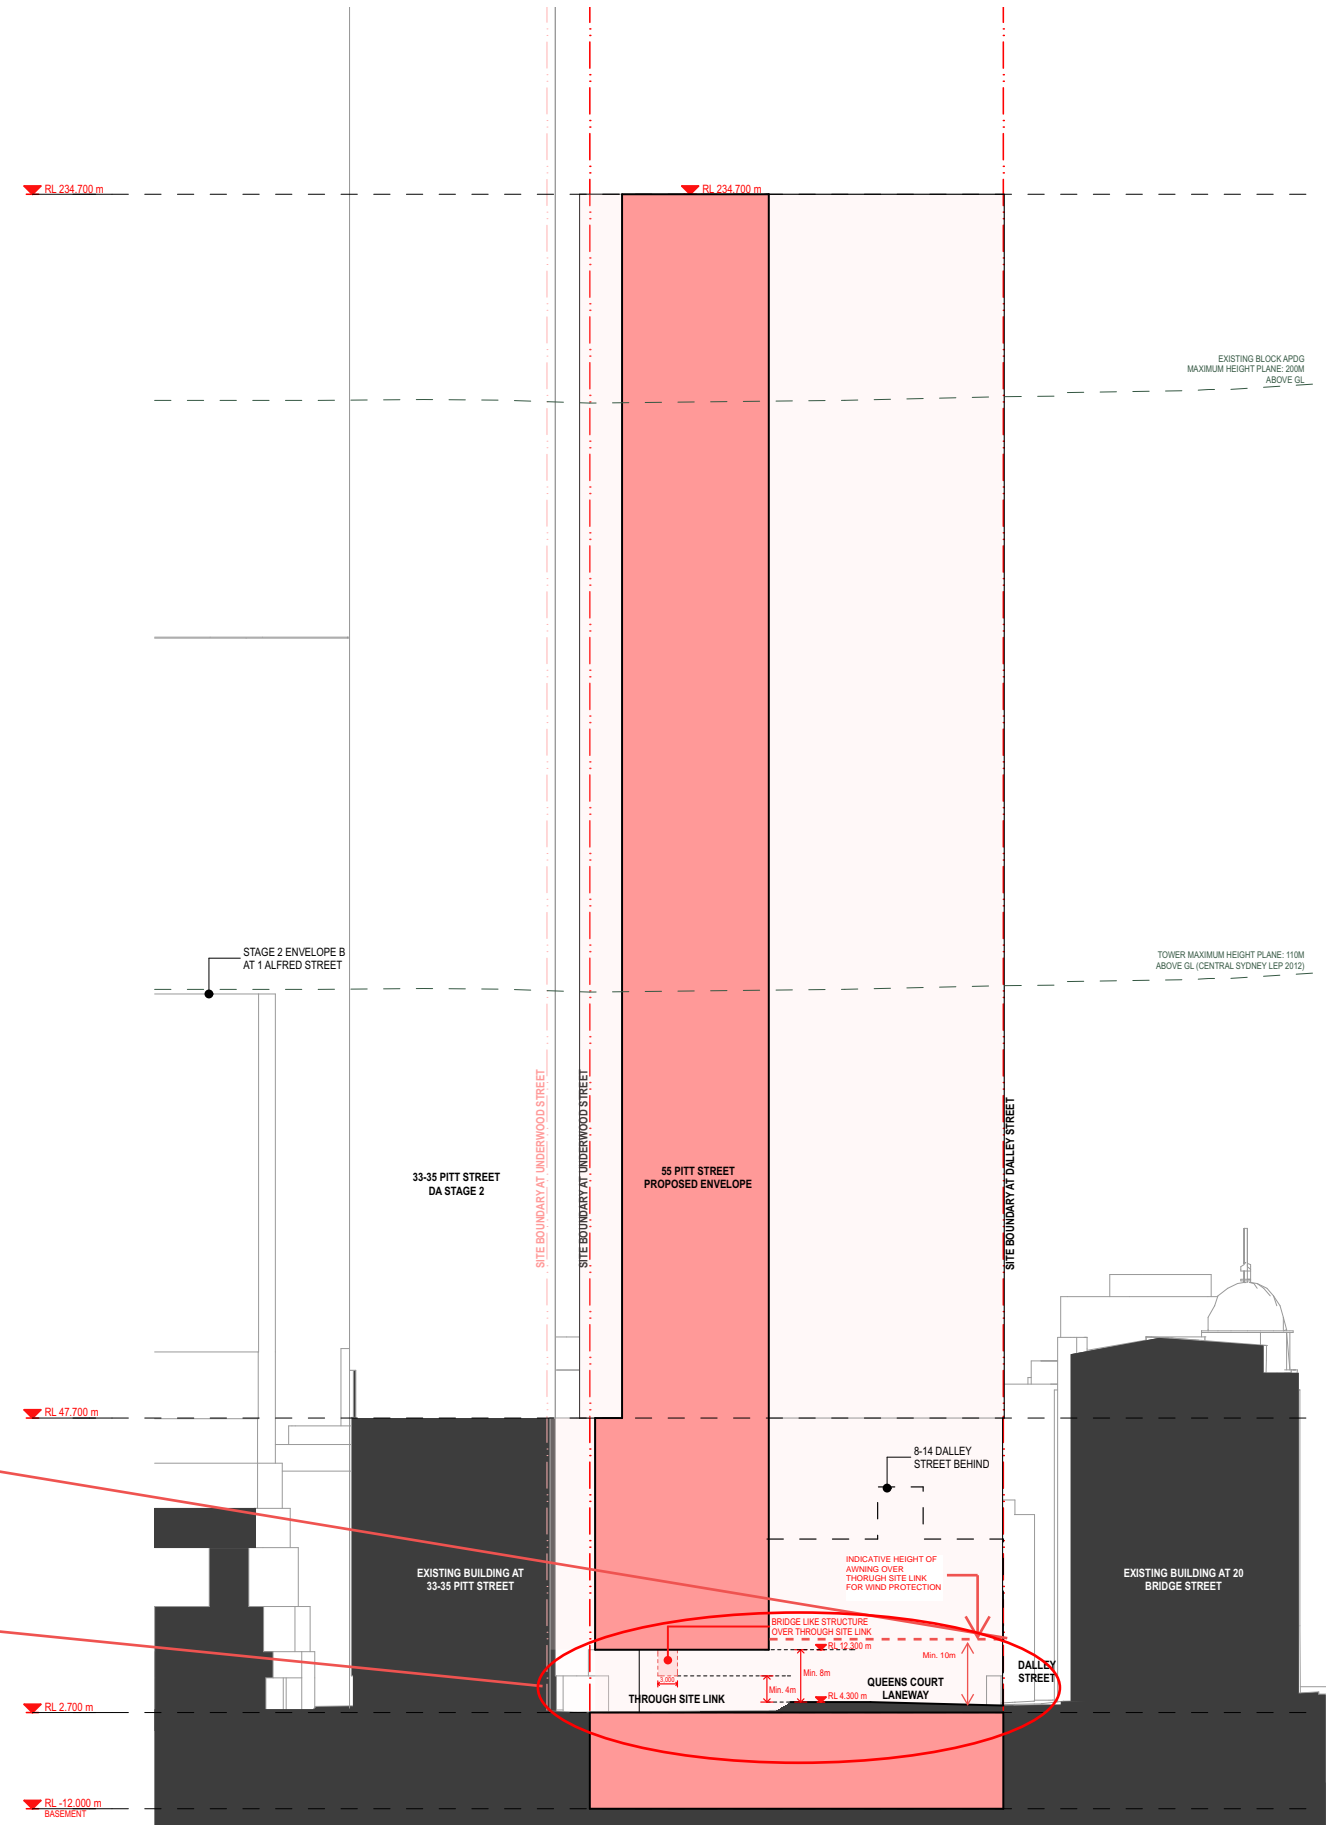 RL 234.700 m
RL 234.700 m
EXISTING BLOCK APDG
MAXIMUM HEIGHT PLANE: 200M
ABOVE GL
STAGE 2 ENVELOPE B
AT 1 ALFRED STREET
TOWER MAXIMUM HEIGHT PLANE: 110M
ABOVE GL (CENTRAL SYDNEY LEP 2012)
SITE BOUNDARY AT UNDERWOOD STREET
SITE BOUNDARY AT UNDERWOOD STREET
SITE BOUNDARY AT DALLEY STREET
33-35 PITT STREET
DA STAGE 2
55 PITT STREET
PROPOSED ENVELOPE
RL 47.700 m
8-14 DALLEY
STREET BEHIND
INDICATIVE HEIGHT OF
AWNING OVER
THORUGH SITE LINK
FOR WIND PROTECTION
EXISTING BUILDING AT
33-35 PITT STREET
EXISTING BUILDING AT 20
BRIDGE STREET
BRIDGE LIKE STRUCTURE
OVER THROUGH SITE LINK
RL 12.300 m
Min. 10m
DALLEY
STREET
Min. 8m
3.000
Min. 4m
QUEENS COURT
LANEWAY
THROUGH SITE LINK
RL 4.300 m
RL 2.700 m
RL -12.000 m
BASEMENT